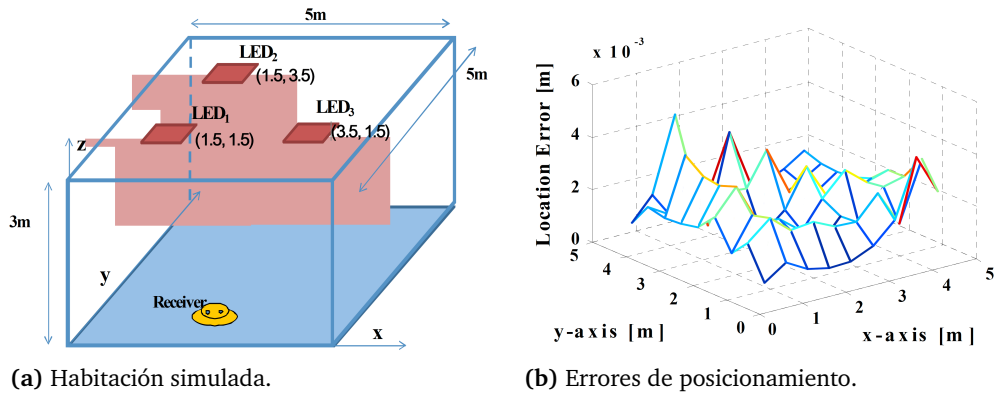 5m
LED₂
(1.5, 3.5)
5m
LED₁
(1.5, 1.5)
LED₃
(3.5, 1.5)
z
3m
y
Receiver
x
(a) Habitación simulada.
x 10⁻³
Location Error [m]
6
4
2
0
5
4
3
2
1
0
y-axis [m]
0
1
2
3
4
5
x-axis [m]
(b) Errores de posicionamiento.